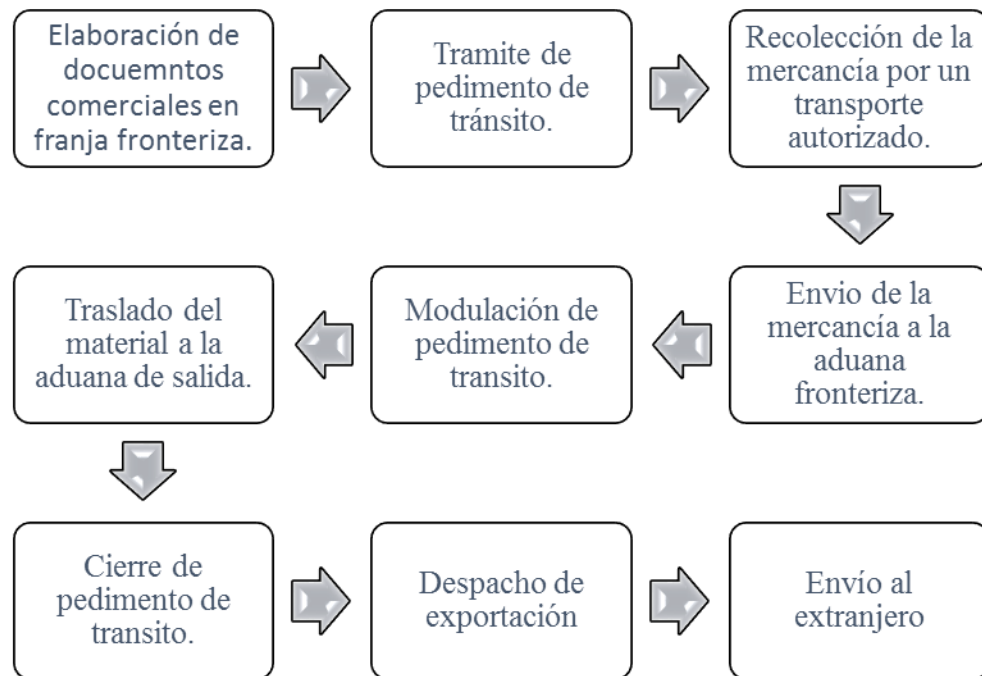 Elaboración de
docuemntos
comerciales en
franja fronteriza.
Tramite de
pedimento de
tránsito.
Recolección de la
mercancía por un
transporte
autorizado.
Envio de la
mercancía a la
aduana
fronteriza.
Modulación de
pedimento de
transito.
Traslado del
material a la
aduana de salida.
Cierre de
pedimento de
transito.
Despacho de
exportación
Envío al
extranjero